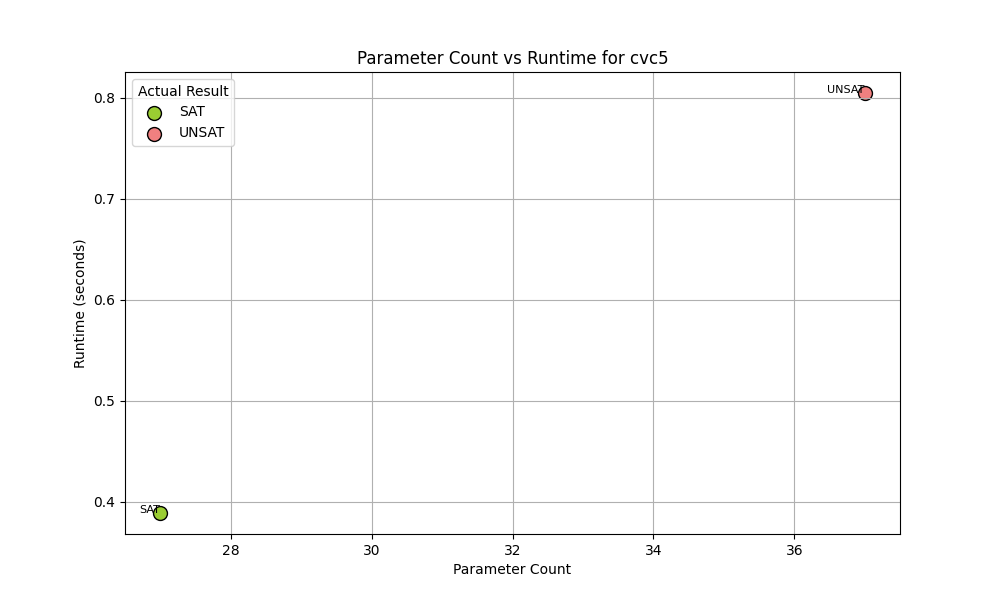 Parameter Count vs Runtime for cvc5
Actual Result
SAT
UNSAT
UNSAT
SAT
0.8
0.7
0.6
0.5
0.4
Runtime (seconds)
28 30 32 34 36
Parameter Count